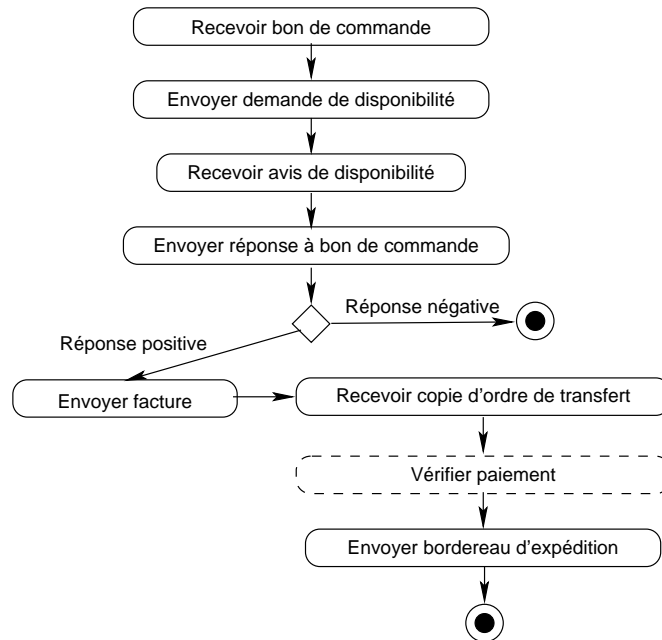 Recevoir bon de commande
Envoyer demande de disponibilité
Recevoir avis de disponibilité
Envoyer réponse à bon de commande
Réponse négative
Réponse positive
Envoyer facture
Recevoir copie d'ordre de transfert
Vérifier paiement
Envoyer bordereau d'expédition